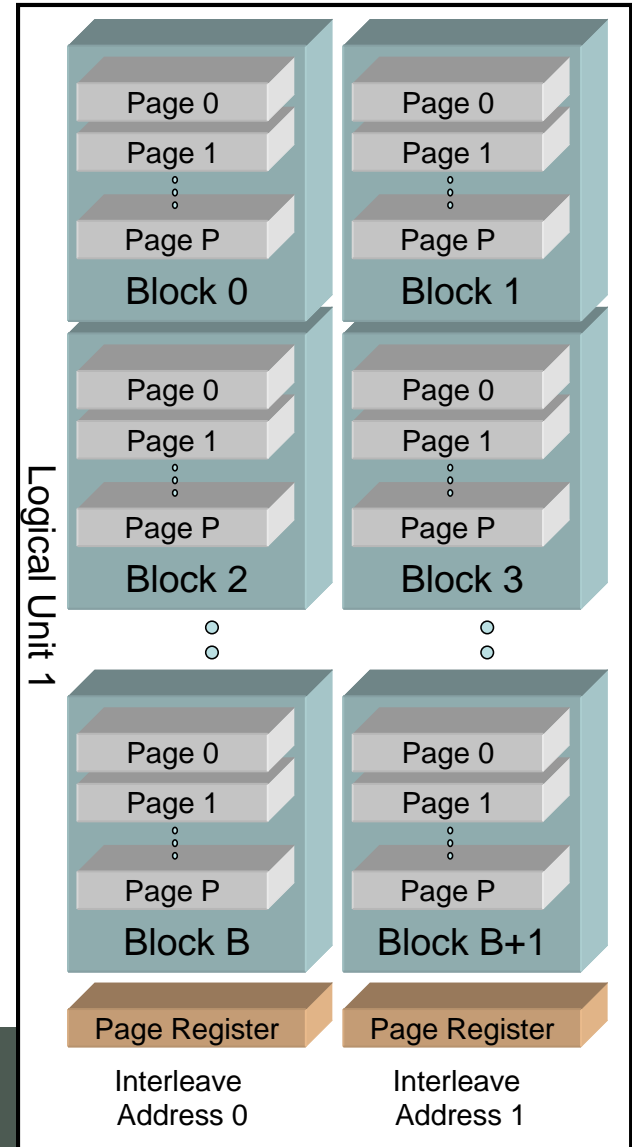 Logical Unit 1
Page 0
Page 1
Page P
Block 0
Page 0
Page 1
Page P
Block 1
Page 0
Page 1
Page P
Block 2
Page 0
Page 1
Page P
Block 3
Page 0
Page 1
Page P
Block B
Page 0
Page 1
Page P
Block B+1
Page Register
Page Register
Interleave
Address 0
Interleave
Address 1